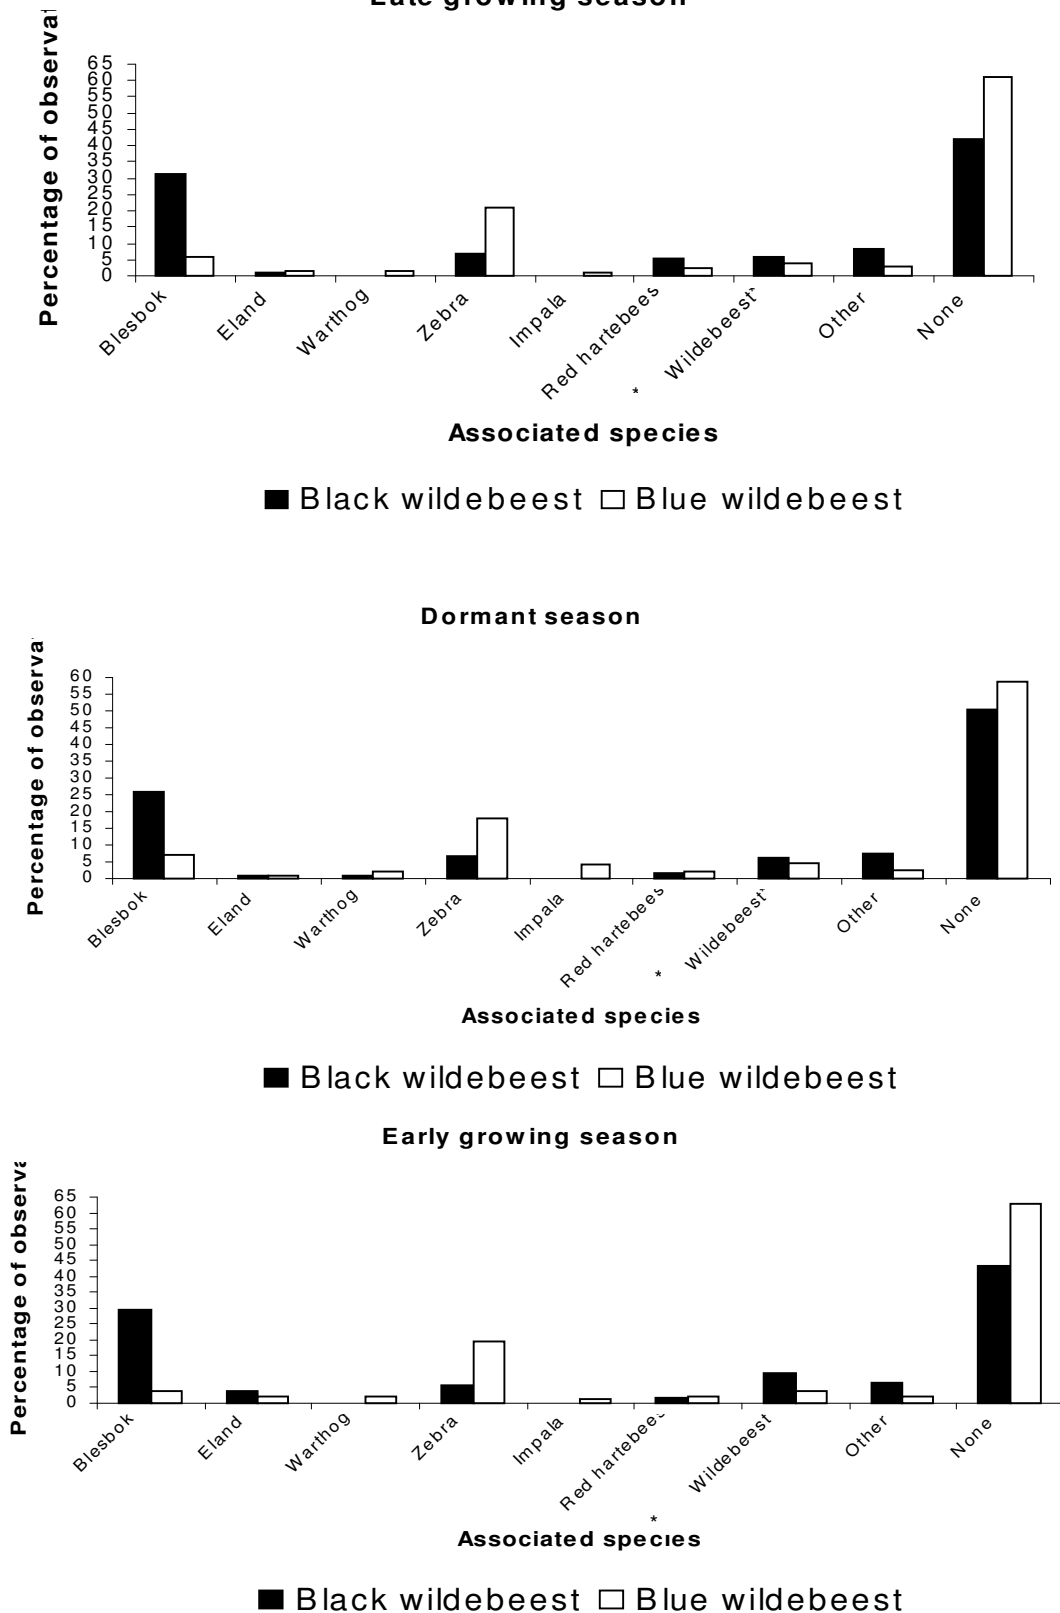 Late growing season
Percentage of observat
65
60
55
50
45
40
35
30
25
20
15
10
5
0
Blesbok
Eland
Warthog
Zebra
Impala
Red hartebees
Wildebeest
Other
None
*
Associated species
Black wildebeest Blue wildebeest
Dormant season
Percentage of observa
60
55
50
45
40
35
30
25
20
15
10
5
0
Blesbok
Eland
Warthog
Zebra
Impala
Red hartebees
Wildebeest
Other
None
*
Associated species
Black wildebeest Blue wildebeest
Early growing season
Percentage of observa
65
60
55
50
45
40
35
30
25
20
15
10
5
0
Blesbok
Eland
Warthog
Zebra
Impala
Red hartebees
Wildebeest
Other
None
*
Associated species
Black wildebeest Blue wildebeest